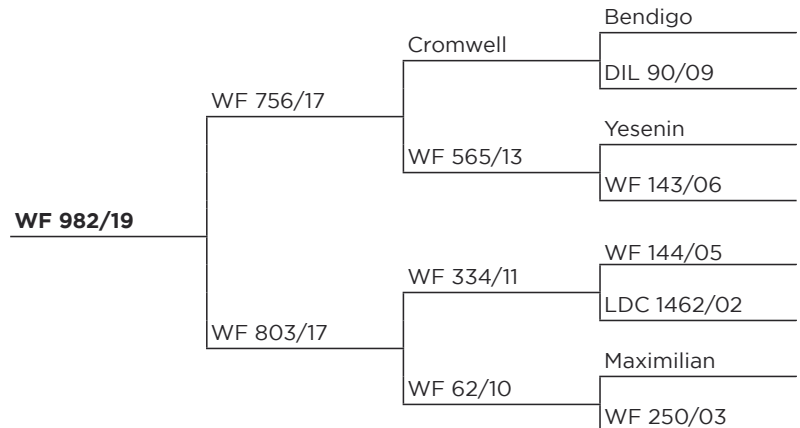 Bendigo
Cromwell
DIL 90/09
WF 756/17
Yesenin
WF 565/13
WF 143/06
WF 982/19
WF 144/05
WF 334/11
LDC 1462/02
WF 803/17
Maximilian
WF 62/10
WF 250/03